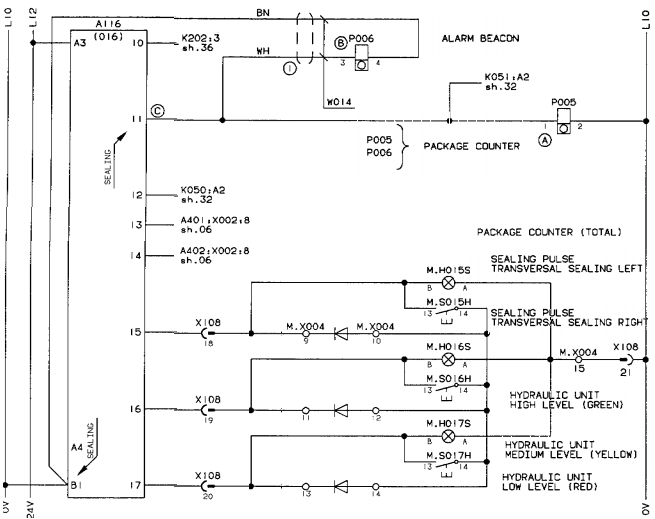 L10
L12
A116
(016)
BN
WH
A3
10
K202:3
sh.36
B
P006
3
4
ALARM BEACON
L10
1
W014
K051:A2
sh.32
P005
1
2
A
11
C
P005
P006
PACKAGE COUNTER
SEALING
12
K050:A2
sh.32
13
A401:X002:8
sh.06
14
A402:X002:8
sh.06
PACKAGE COUNTER (TOTAL)
SEALING PULSE
TRANSVERSAL SEALING LEFT
M.H015S
B
A
M.S015H
13
14
SEALING PULSE
TRANSVERSAL SEALING RIGHT
15
X108
18
M.X004
9
M.X004
10
M.H016S
B
A
M.X004
15
X108
21
M.S016H
13
14
HYDRAULIC UNIT
HIGH LEVEL (GREEN)
16
X108
19
11
12
M.H017S
B
A
HYDRAULIC UNIT
MEDIUM LEVEL (YELLOW)
M.S017H
13
14
A4
SEALING
B1
17
X108
20
13
14
HYDRAULIC UNIT
LOW LEVEL (RED)
0V
24V
0V